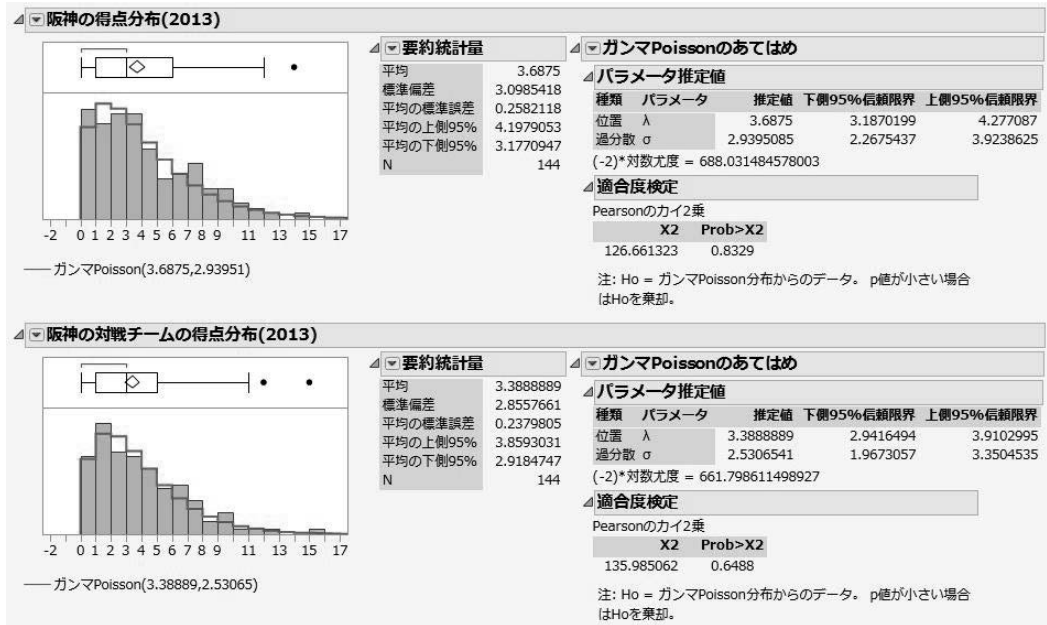 阪神の得点分布(2013)
-2 0 1 2 3 4 5 6 7 8 9 11 13 15 17
ガンマPoisson(3.6875,2.93951)
要約統計量
平均 3.6875
標準偏差 3.0985418
平均の標準誤差 0.2582118
平均の上側95% 4.1979053
平均の下側95% 3.1770947
N 144
ガンマPoissonのあてはめ
パラメータ推定値
種類 パラメータ 推定値 下側95%信頼限界 上側95%信頼限界
位置 λ 3.6875 3.1870199 4.277087
過分散 σ 2.9395085 2.2675437 3.9238625
(-2)*対数尤度 = 688.031484578003
適合度検定
Pearsonのカイ2乗
X2 Prob>X2
126.661323 0.8329
注: Ho = ガンマPoisson分布からのデータ。 p値が小さい場合
はHoを棄却。
阪神の対戦チームの得点分布(2013)
-2 0 1 2 3 4 5 6 7 8 9 11 13 15 17
ガンマPoisson(3.38889,2.53065)
要約統計量
平均 3.3888889
標準偏差 2.8557661
平均の標準誤差 0.2379805
平均の上側95% 3.8593031
平均の下側95% 2.9184747
N 144
ガンマPoissonのあてはめ
パラメータ推定値
種類 パラメータ 推定値 下側95%信頼限界 上側95%信頼限界
位置 λ 3.3888889 2.9416494 3.9102995
過分散 σ 2.5306541 1.9673057 3.3504535
(-2)*対数尤度 = 661.798611498927
適合度検定
Pearsonのカイ2乗
X2 Prob>X2
135.985062 0.6488
注: Ho = ガンマPoisson分布からのデータ。 p値が小さい場合
はHoを棄却。